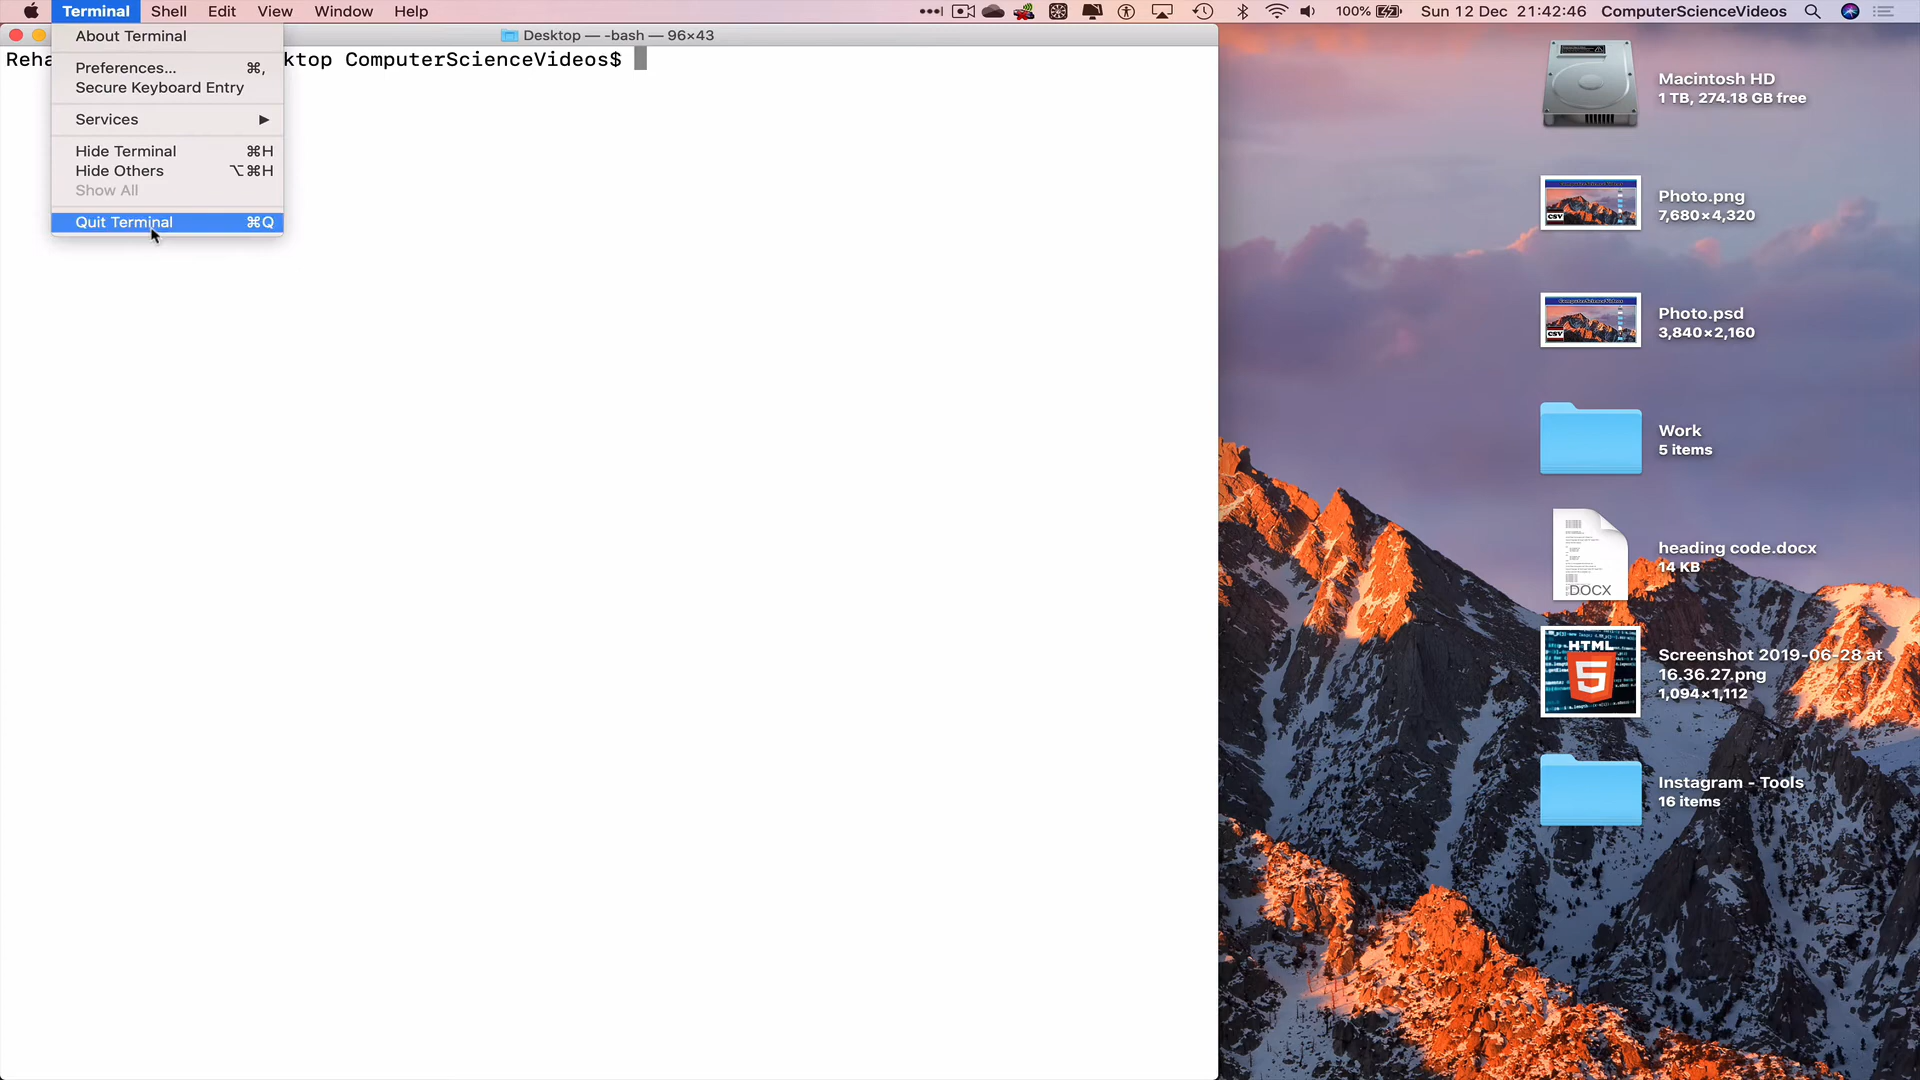 Terminal Shell Edit View Window Help 100% Sun 12 Dec 21:42:46 ComputerScienceVideos
Desktop — -bash — 96×43
Reha ktop ComputerScienceVideos$
About Terminal
Preferences... ⌘,
Secure Keyboard Entry
Services ▶
Hide Terminal ⌘H
Hide Others ⌥⌘H
Show All
Quit Terminal ⌘Q
Macintosh HD
1 TB, 274.18 GB free
Photo.png
7,680×4,320
CSV
Photo.psd
3,840×2,160
ComputerScienceVideos
CSV
Work
5 items
heading code.docx
14 KB
DOCX
HTML
5
Screenshot 2019-06-28 at
16.36.27.png
1,094×1,112
Instagram - Tools
16 items